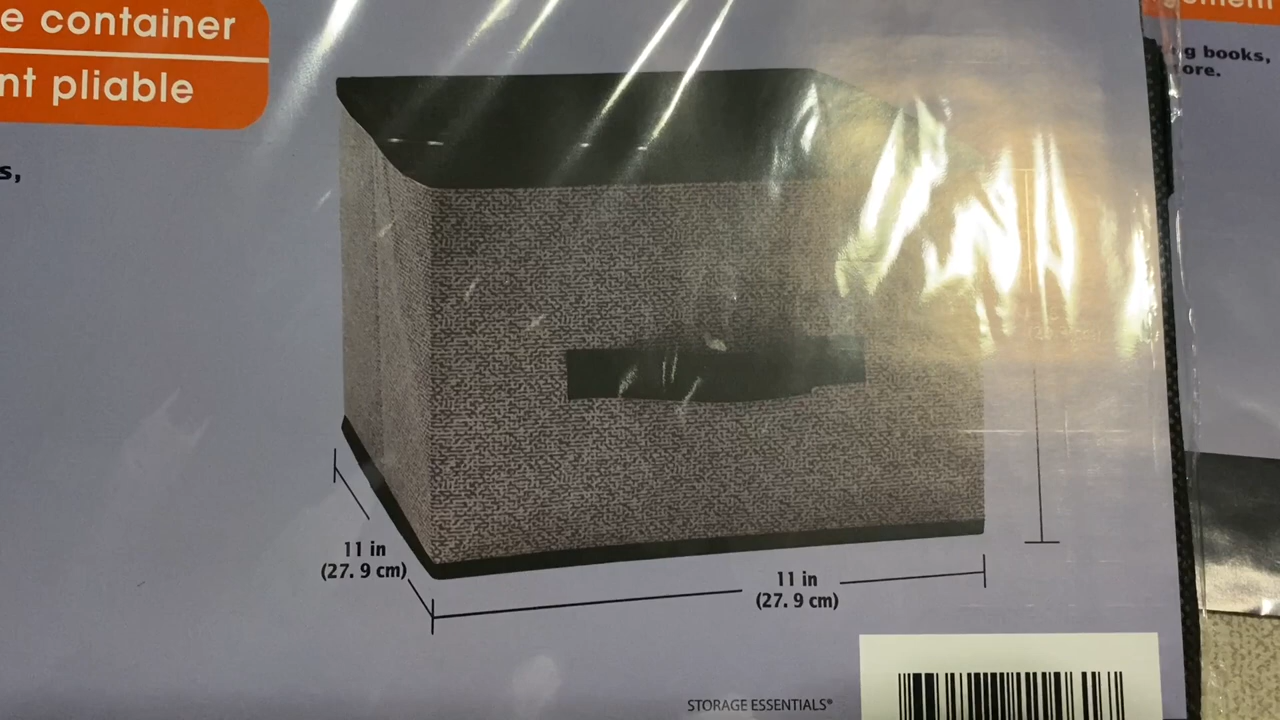 e container
nt pliable
s,
g books,
ore.
11 in
(27. 9 cm)
11 in
(27. 9 cm)
STORAGE ESSENTIALS®